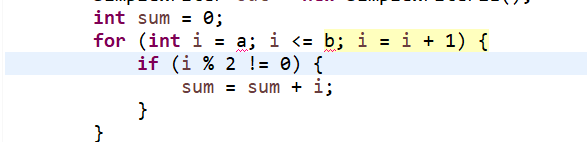 int sum = 0;
for (int i = a; i <= b; i = i + 1) {
if (i % 2 != 0) {
sum = sum + i;
}
}